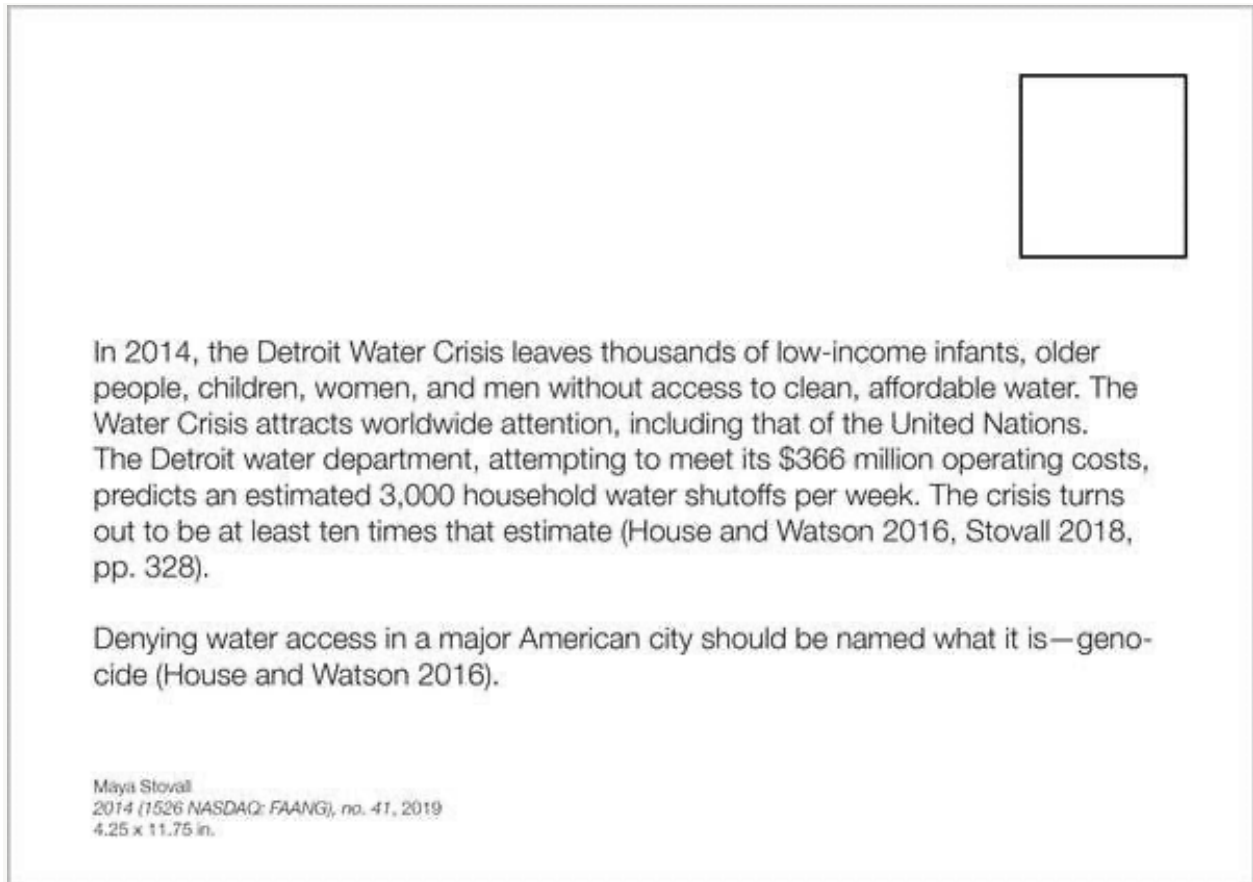 In 2014, the Detroit Water Crisis leaves thousands of low-income infants, older
people, children, women, and men without access to clean, affordable water. The
Water Crisis attracts worldwide attention, including that of the United Nations.
The Detroit water department, attempting to meet its $366 million operating costs,
predicts an estimated 3,000 household water shutoffs per week. The crisis turns
out to be at least ten times that estimate (House and Watson 2016, Stovall 2018,
pp. 328).
Denying water access in a major American city should be named what it is—geno-
cide (House and Watson 2016).
Maya Stovall
2014 (1526 NASDAQ: FAANG), no. 41, 2019
4.25 x 11.75 in.